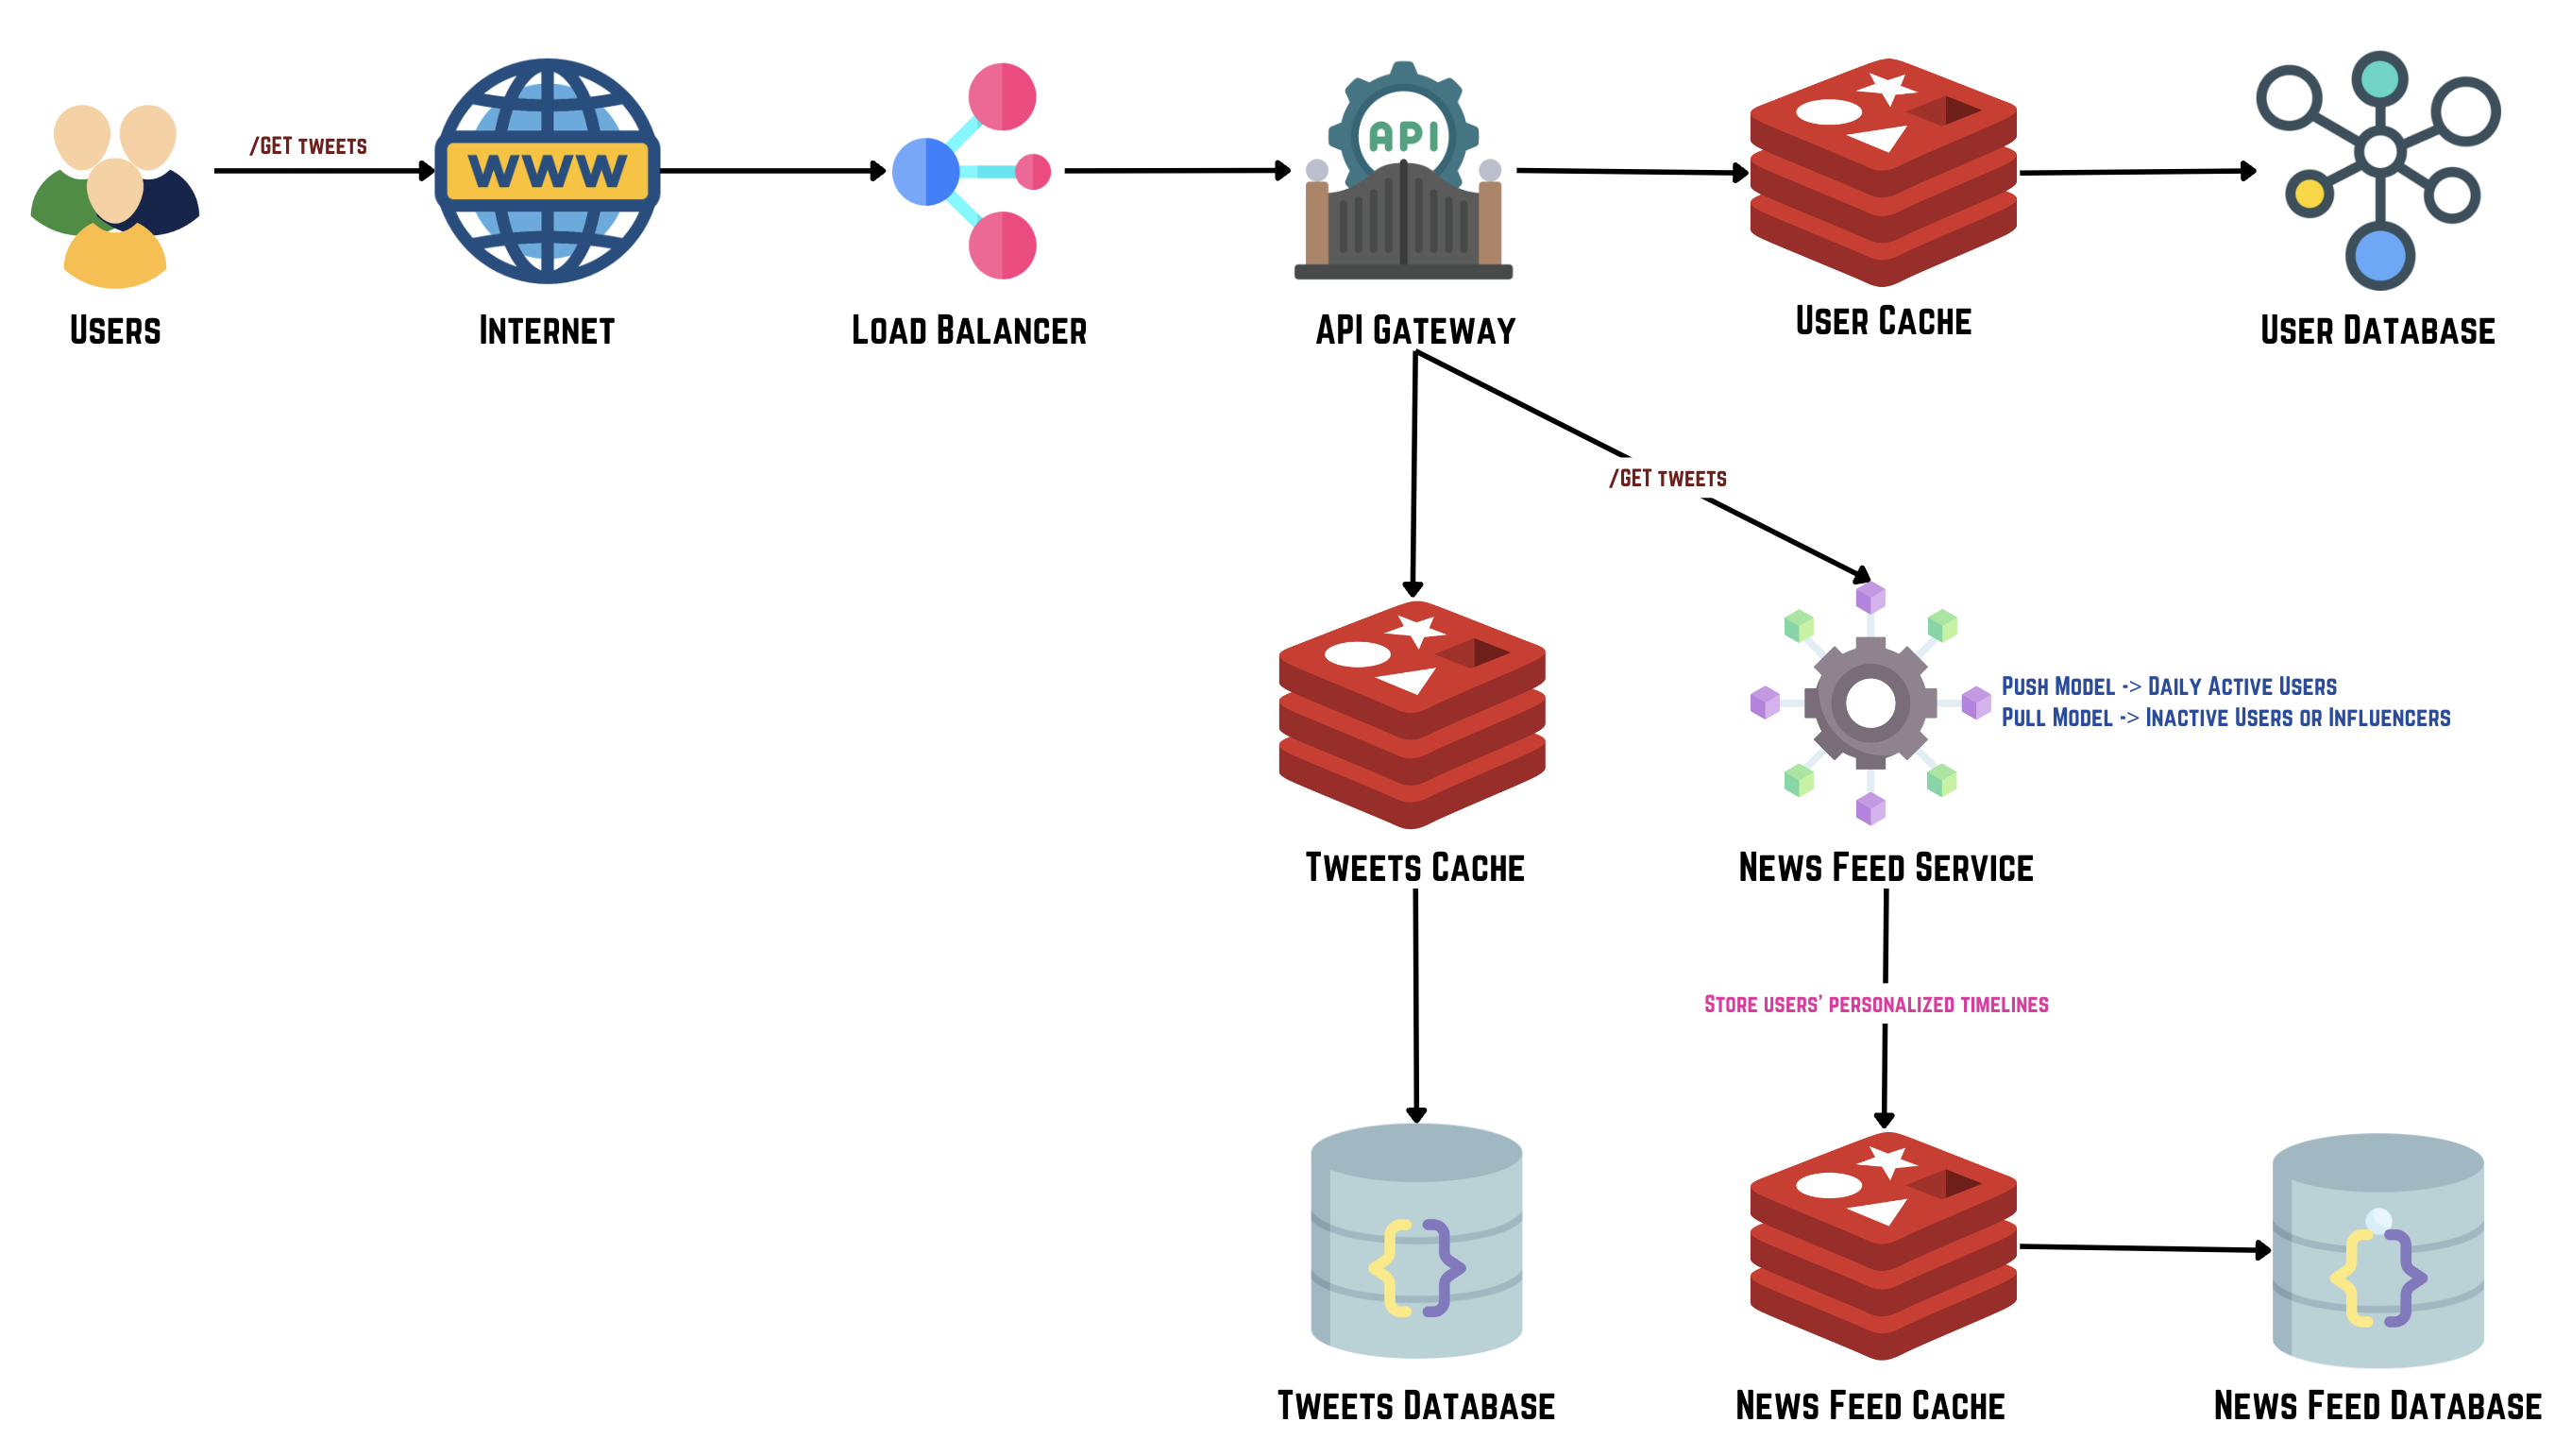 /GET tweets
WWW
API
Users
Internet
Load Balancer
API Gateway
User Cache
User Database
/GET tweets
Push Model -> Daily Active Users
Pull Model -> Inactive Users or Influencers
Tweets Cache
News Feed Service
Store users' personalized timelines
{ }
{ }
Tweets Database
News Feed Cache
News Feed Database